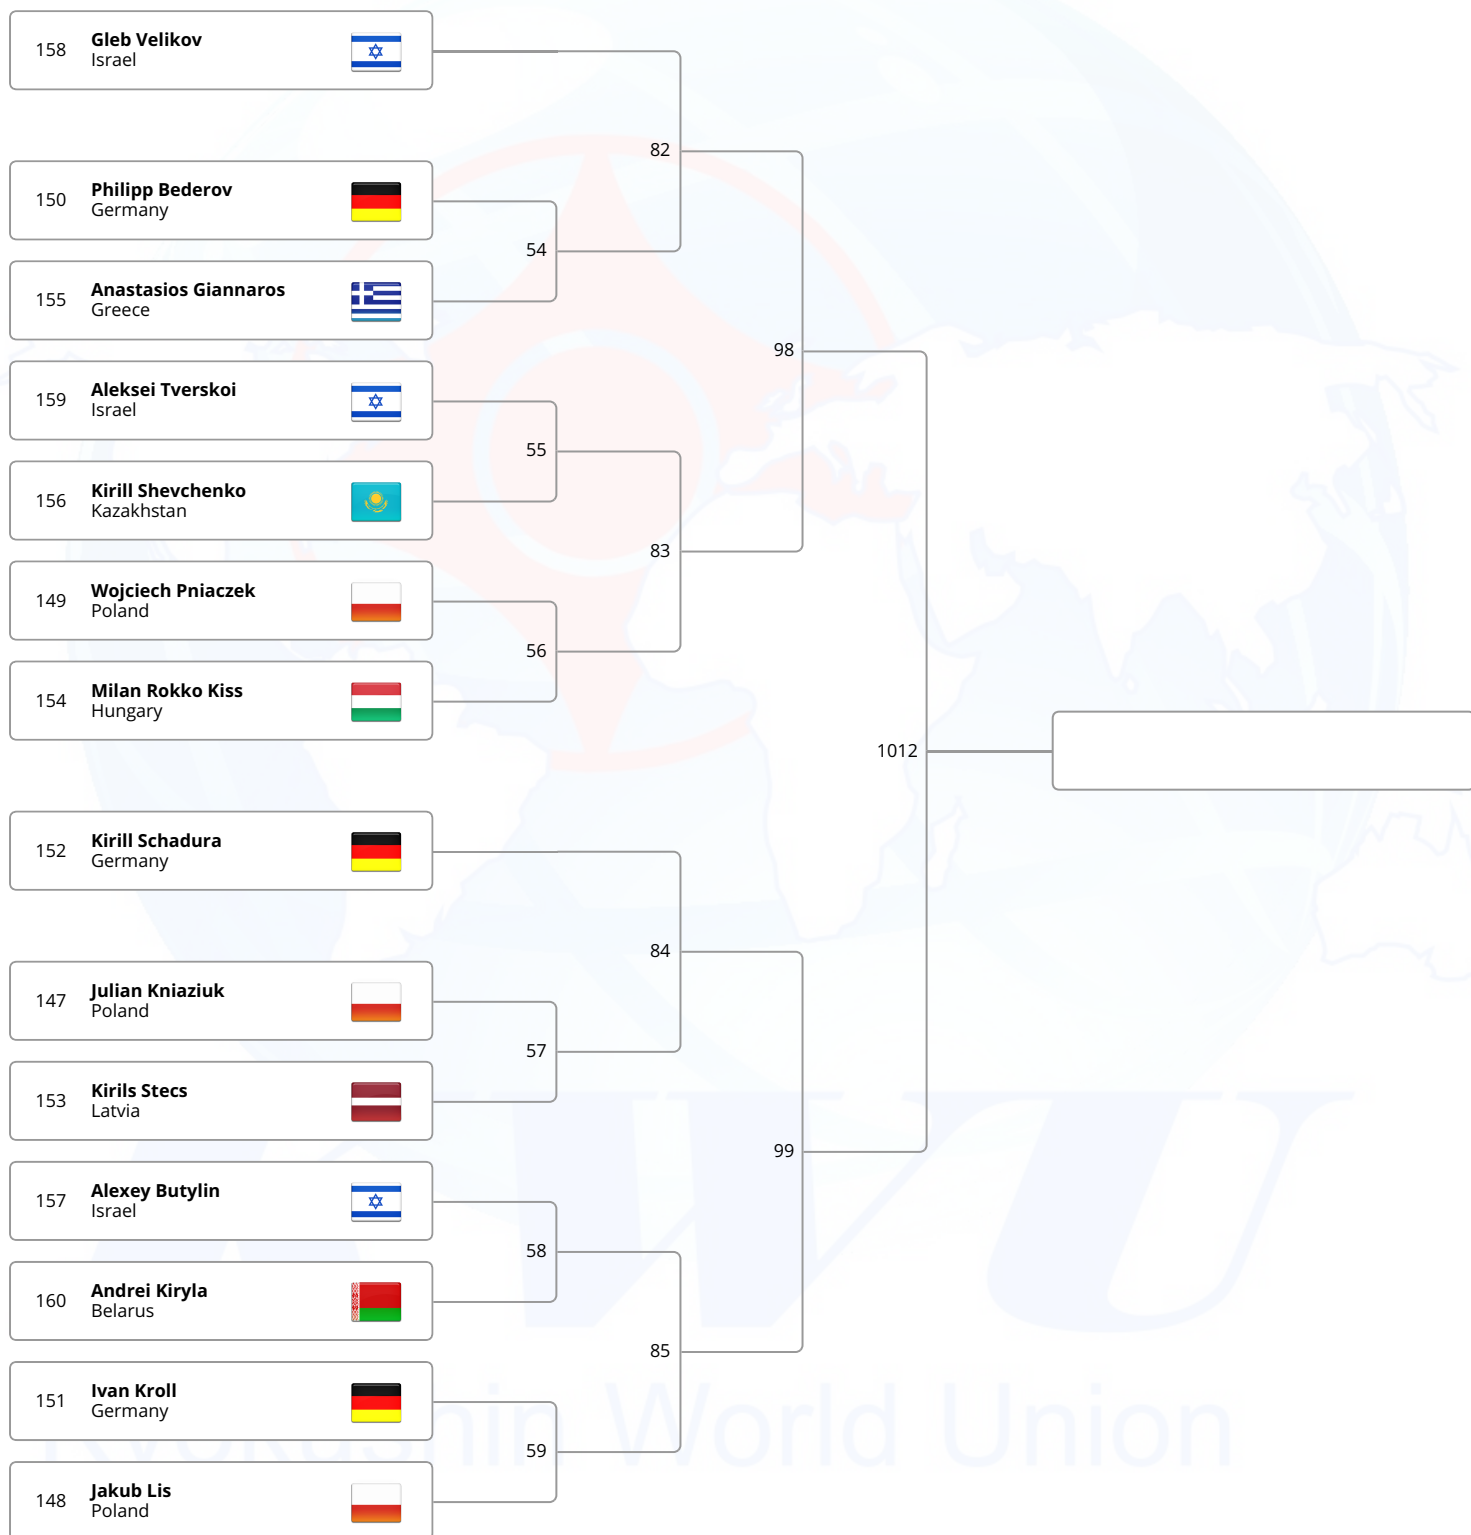 158
Gleb Velikov
Israel
82
150
Philipp Bederov
Germany
54
155
Anastasios Giannaros
Greece
98
159
Aleksei Tverskoi
Israel
55
156
Kirill Shevchenko
Kazakhstan
83
149
Wojciech Pniaczek
Poland
56
154
Milan Rokko Kiss
Hungary
1012
152
Kirill Schadura
Germany
84
147
Julian Kniaziuk
Poland
57
153
Kirils Stecs
Latvia
99
157
Alexey Butylin
Israel
58
160
Andrei Kiryla
Belarus
85
151
Ivan Kroll
Germany
59
148
Jakub Lis
Poland
KWU
Kyokushin World Union